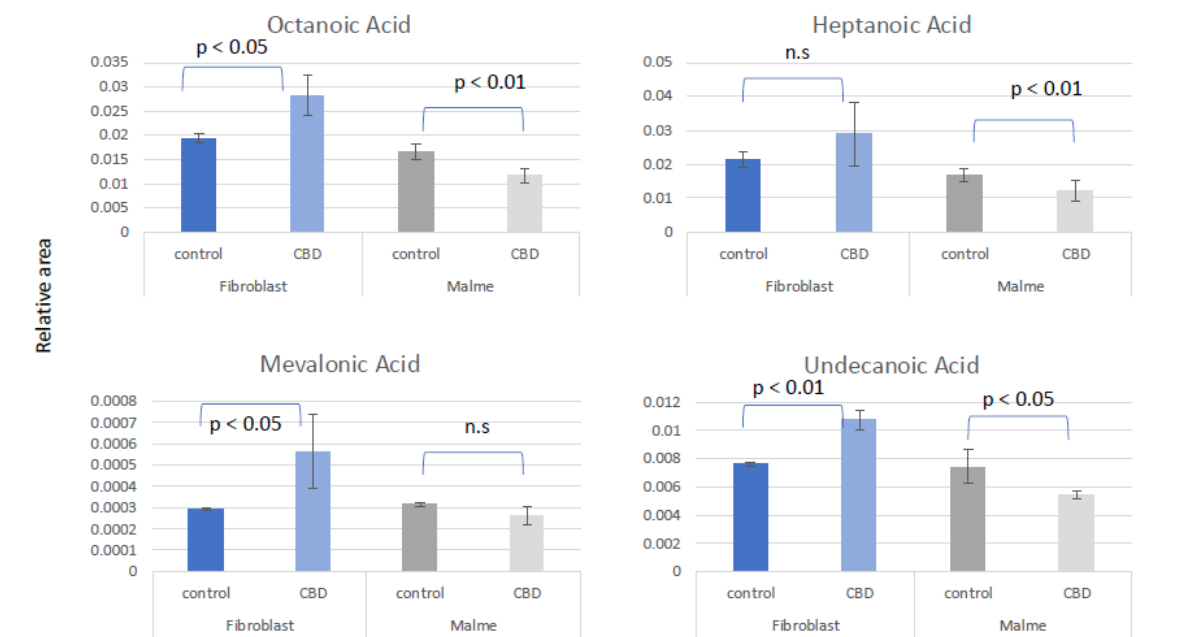 Octanoic Acid
p < 0.05
p < 0.01
0.035
0.03
0.025
0.02
0.015
0.01
0.005
0
control CBD control CBD
Fibroblast Malme
Heptanoic Acid
n.s
p < 0.01
0.05
0.04
0.03
0.02
0.01
0
control CBD control CBD
Fibroblast Malme
Relative area
Mevalonic Acid
p < 0.05
n.s
0.0008
0.0007
0.0006
0.0005
0.0004
0.0003
0.0002
0.0001
0
control CBD control CBD
Fibroblast Malme
Undecanoic Acid
p < 0.01
p < 0.05
0.012
0.01
0.008
0.006
0.004
0.002
0
control CBD control CBD
Fibroblast Malme